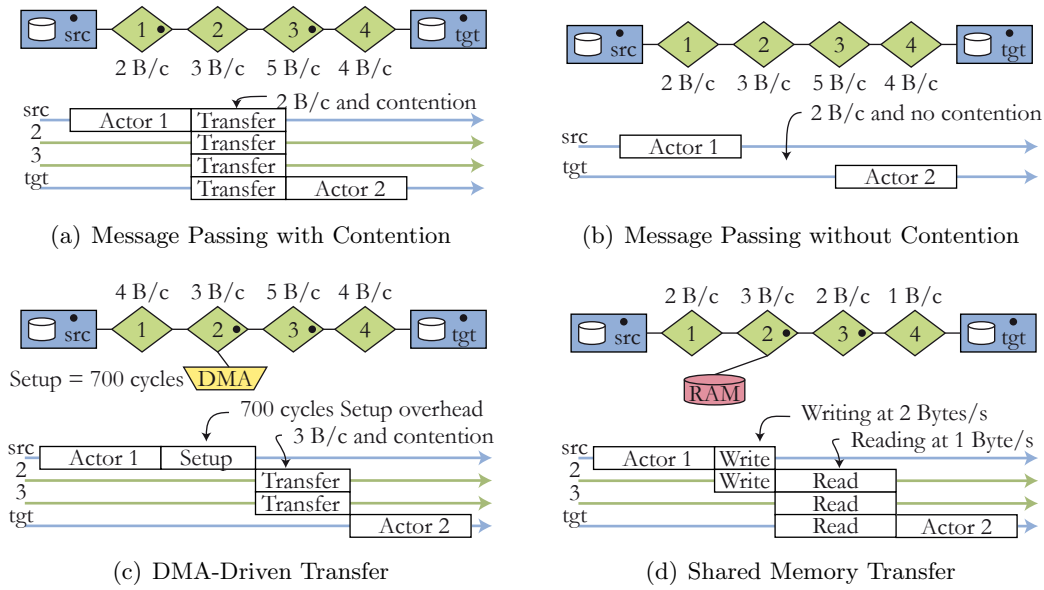 src 1 2 3 4 tgt
2 B/c 3 B/c 5 B/c 4 B/c
2 B/c and contention
src Actor 1 Transfer
2 Transfer
3 Transfer
tgt Transfer Actor 2
(a) Message Passing with Contention
src 1 2 3 4 tgt
2 B/c 3 B/c 5 B/c 4 B/c
2 B/c and no contention
src Actor 1
tgt Actor 2
(b) Message Passing without Contention
4 B/c 3 B/c 5 B/c 4 B/c
src 1 2 3 4 tgt
Setup = 700 cycles DMA
700 cycles Setup overhead
3 B/c and contention
src Actor 1 Setup
2 Transfer
3 Transfer
tgt Actor 2
(c) DMA-Driven Transfer
2 B/c 3 B/c 2 B/c 1 B/c
src 1 2 3 4 tgt
RAM
Writing at 2 Bytes/s
Reading at 1 Byte/s
src Actor 1 Write
2 Write Read
3 Read
tgt Read Actor 2
(d) Shared Memory Transfer